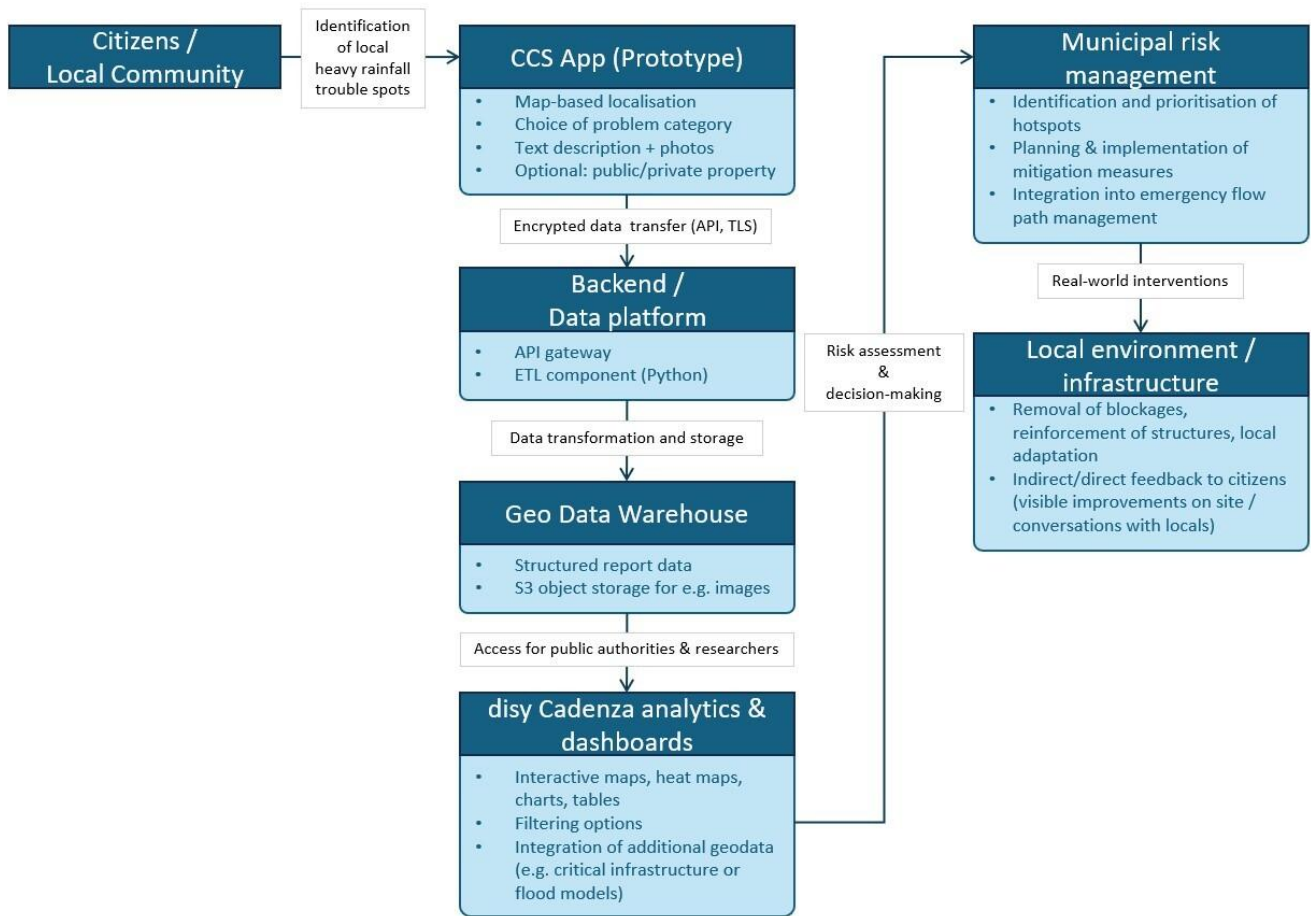 Citizens /
Local Community
Identification
of local
heavy rainfall
trouble spots
CCS App (Prototype)
• Map-based localisation
• Choice of problem category
• Text description + photos
• Optional: public/private property
Encrypted data transfer (API, TLS)
Backend /
Data platform
• API gateway
• ETL component (Python)
Data transformation and storage
Geo Data Warehouse
• Structured report data
• S3 object storage for e.g. images
Access for public authorities & researchers
disy Cadenza analytics &
dashboards
• Interactive maps, heat maps,
charts, tables
• Filtering options
• Integration of additional geodata
(e.g. critical infrastructure or
flood models)
Risk assessment
&
decision-making
Municipal risk
management
• Identification and prioritisation of
hotspots
• Planning & implementation of
mitigation measures
• Integration into emergency flow
path management
Real-world interventions
Local environment /
infrastructure
• Removal of blockages,
reinforcement of structures, local
adaptation
• Indirect/direct feedback to citizens
(visible improvements on site /
conversations with locals)